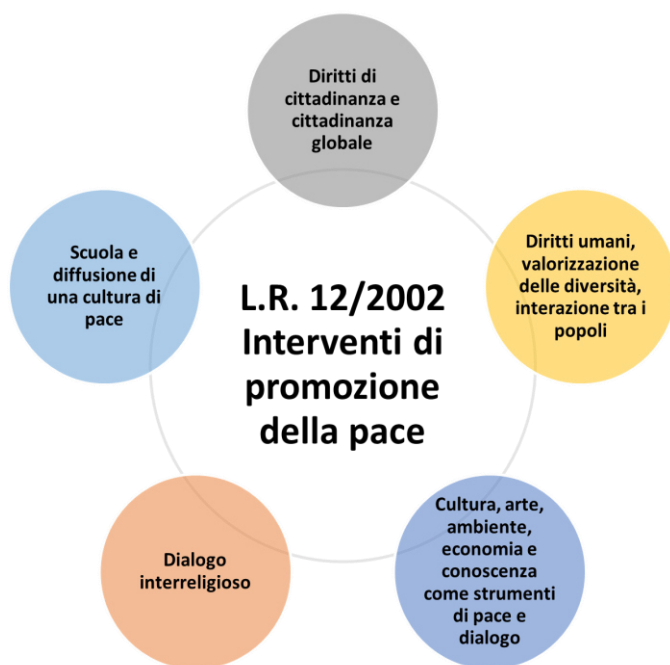 Diritti di
cittadinanza e
cittadinanza
globale
Scuola e
diffusione di
una cultura di
pace
Diritti umani,
valorizzazione
delle diversità,
interazione tra i
popoli
L.R. 12/2002
Interventi di
promozione
della pace
Dialogo
interreligioso
Cultura, arte,
ambiente,
economia e
conoscenza
come strumenti
di pace e
dialogo